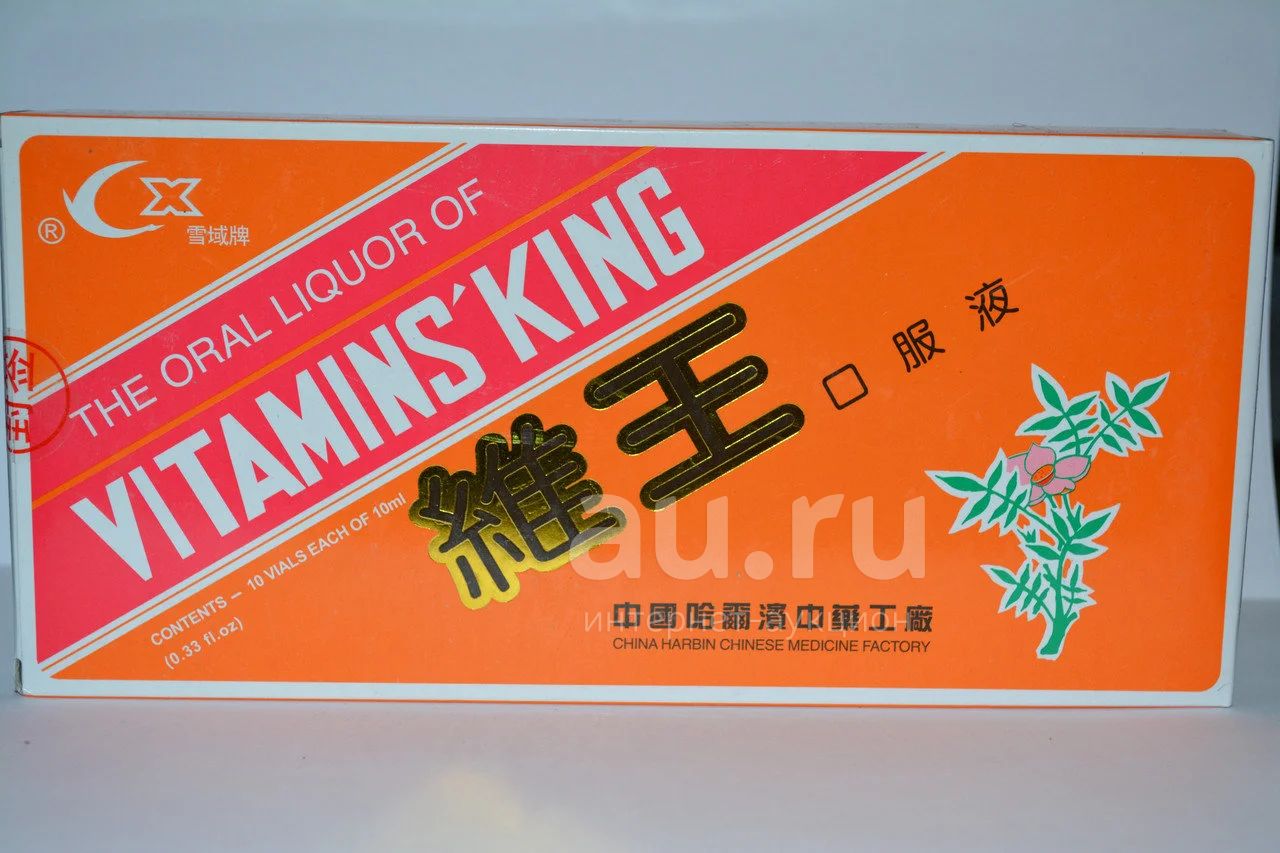 ®
雪域牌
THE ORAL LIQUOR OF
VITAMINS' KING
CONTENTS – 10 VIALS EACH OF 10ml
(0.33 fl.oz)
維王
口服液
au.ru
中國哈爾濱中藥工廠
CHINA HARBIN CHINESE MEDICINE FACTORY